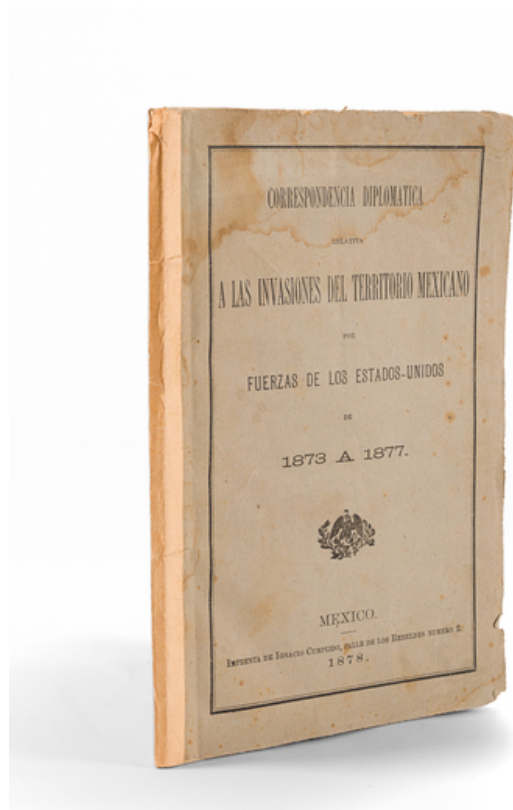 CORRESPONDENCIA DIPLOMATICA
RELATIVA
A LAS INVASIONES DEL TERRITORIO MEXICANO
POR
FUERZAS DE LOS ESTADOS-UNIDOS
DE
1873 A 1877.
MEXICO.
IMPRENTA DE IGNACIO CUMPLIDO, CALLE DE LOS REBELDES NUMERO 2.
1878.